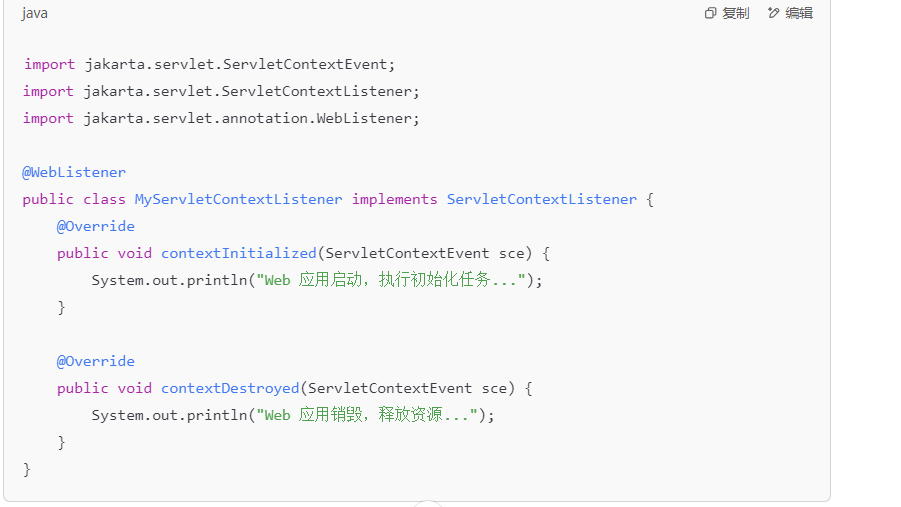 java
复制 编辑
import jakarta.servlet.ServletContextEvent;
import jakarta.servlet.ServletContextListener;
import jakarta.servlet.annotation.WebListener;
@WebListener
public class MyServletContextListener implements ServletContextListener {
    @Override
    public void contextInitialized(ServletContextEvent sce) {
        System.out.println("Web 应用启动，执行初始化任务...");
    }
    @Override
    public void contextDestroyed(ServletContextEvent sce) {
        System.out.println("Web 应用销毁，释放资源...");
    }
}